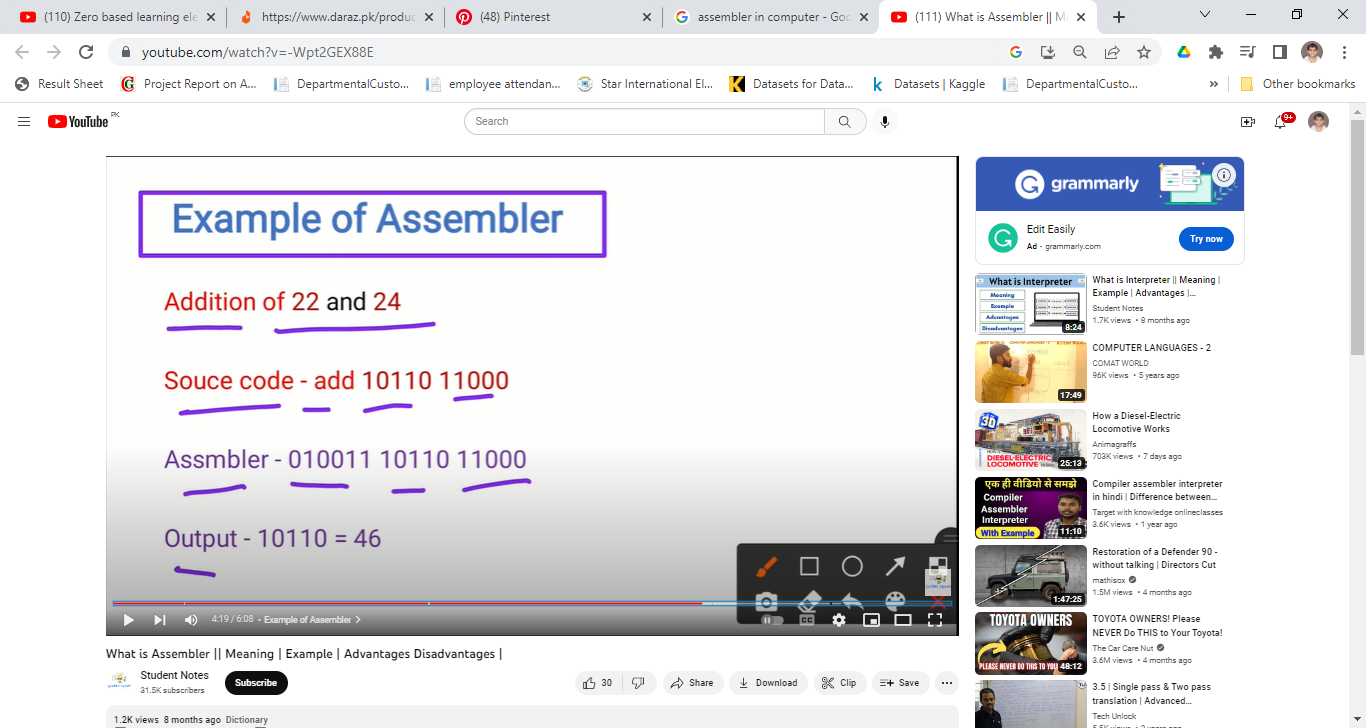 (110) Zero based learning ele
https://www.daraz.pk/produc
(48) Pinterest
assembler in computer - Goo
(111) What is Assembler || M
youtube.com/watch?v=-Wpt2GEX88E
Result Sheet
Project Report on A...
DepartmentalCusto...
employee attendan...
Star International El...
Datasets for Data...
Datasets | Kaggle
DepartmentalCusto...
»
Other bookmarks
YouTube PK
Search
9+
Example of Assembler
Addition of 22 and 24
Souce code - add 10110 11000
Assmbler - 010011 10110 11000
Output - 10110 = 46
4:19 / 6:08 • Example of Assembler
What is Assembler || Meaning | Example | Advantages Disadvantages |
Student Notes
31.5K subscribers
Subscribe
30
Share
Download
Clip
Save
1.2K views 8 months ago Dictionary
grammarly
Edit Easily
Ad · grammarly.com
Try now
What is Interpreter
Meaning
Example
Advantages
Disadvantages
8:24
What is Interpreter || Meaning |
Example | Advantages |...
Student Notes
1.7K views • 8 months ago
17:49
COMPUTER LANGUAGES - 2
COMAT WORLD
96K views • 5 years ago
3D
DIESEL-ELECTRIC
LOCOMOTIVE
25:13
How a Diesel-Electric
Locomotive Works
Animagraffs
703K views • 7 days ago
एक ही वीडियो से समझे
Compiler
Assembler
Interpreter
With Example
11:10
Compiler assembler interpreter
in hindi | Difference between...
Target with knowledge onlineclasses
3.6K views • 1 year ago
1:47:25
Restoration of a Defender 90 -
without talking | Directors Cut
mathisox
1.5M views • 4 months ago
TOYOTA OWNERS
PLEASE NEVER DO THIS TO YOU
48:12
TOYOTA OWNERS! Please
NEVER Do THIS to Your Toyota!
The Car Care Nut
3.6M views • 4 months ago
3.5 | Single pass & Two pass
translation | Advanced...
Tech Unlock